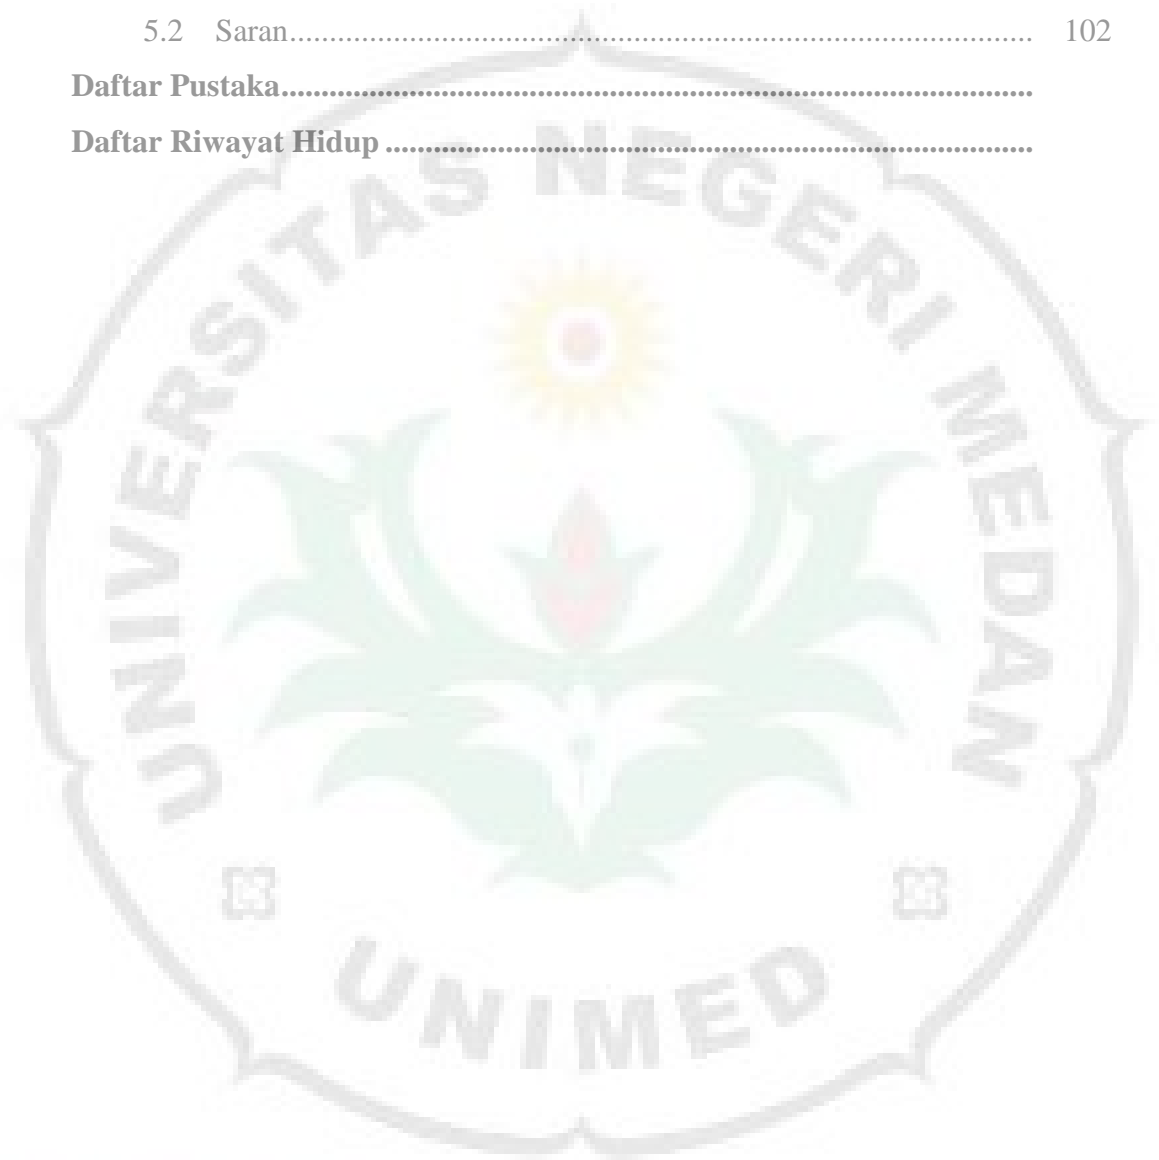 5.2 Saran........................................................................................... 102
Daftar Pustaka............................................................................................
Daftar Riwayat Hidup ...............................................................................
UNIVERSITAS NEGERI MEDAN
UNIMED